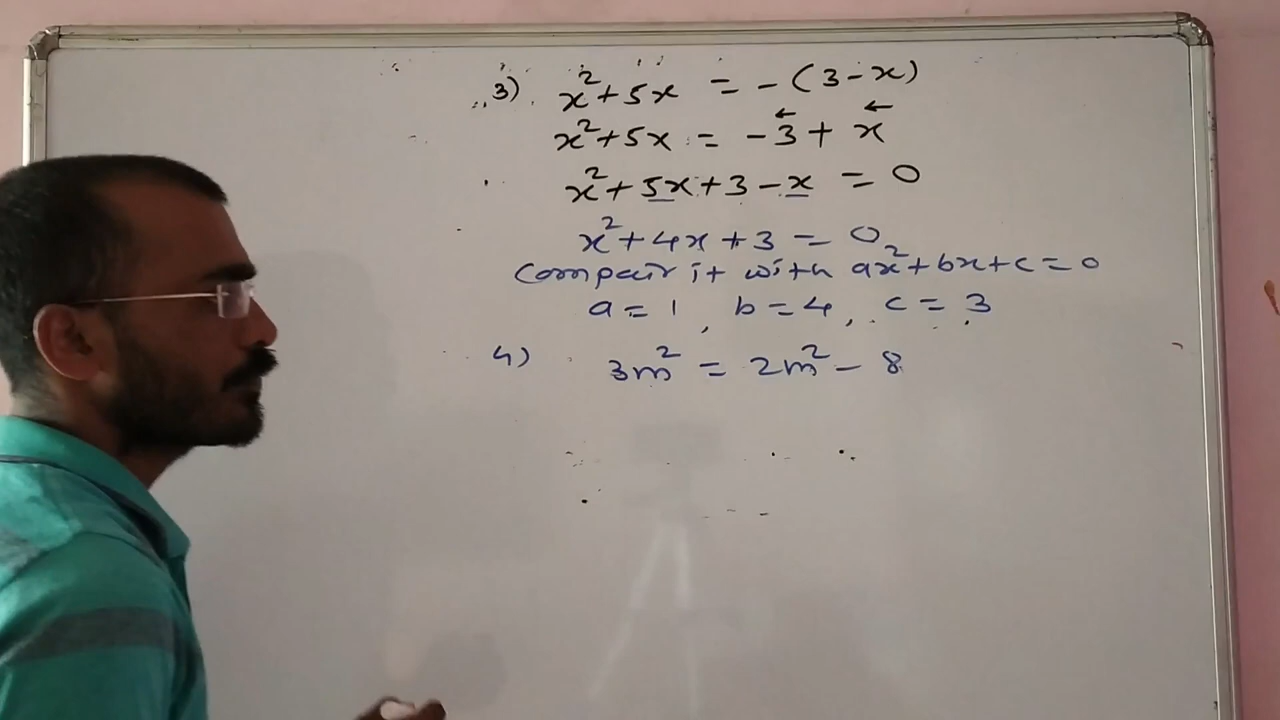 3) x²+5x = -(3-x)
x²+5x = -3+x
x²+5x+3-x = 0
x²+4x+3 = 0
compair it with ax²+bx+c=0
a=1, b=4, c=3
4) 3m² = 2m²-8